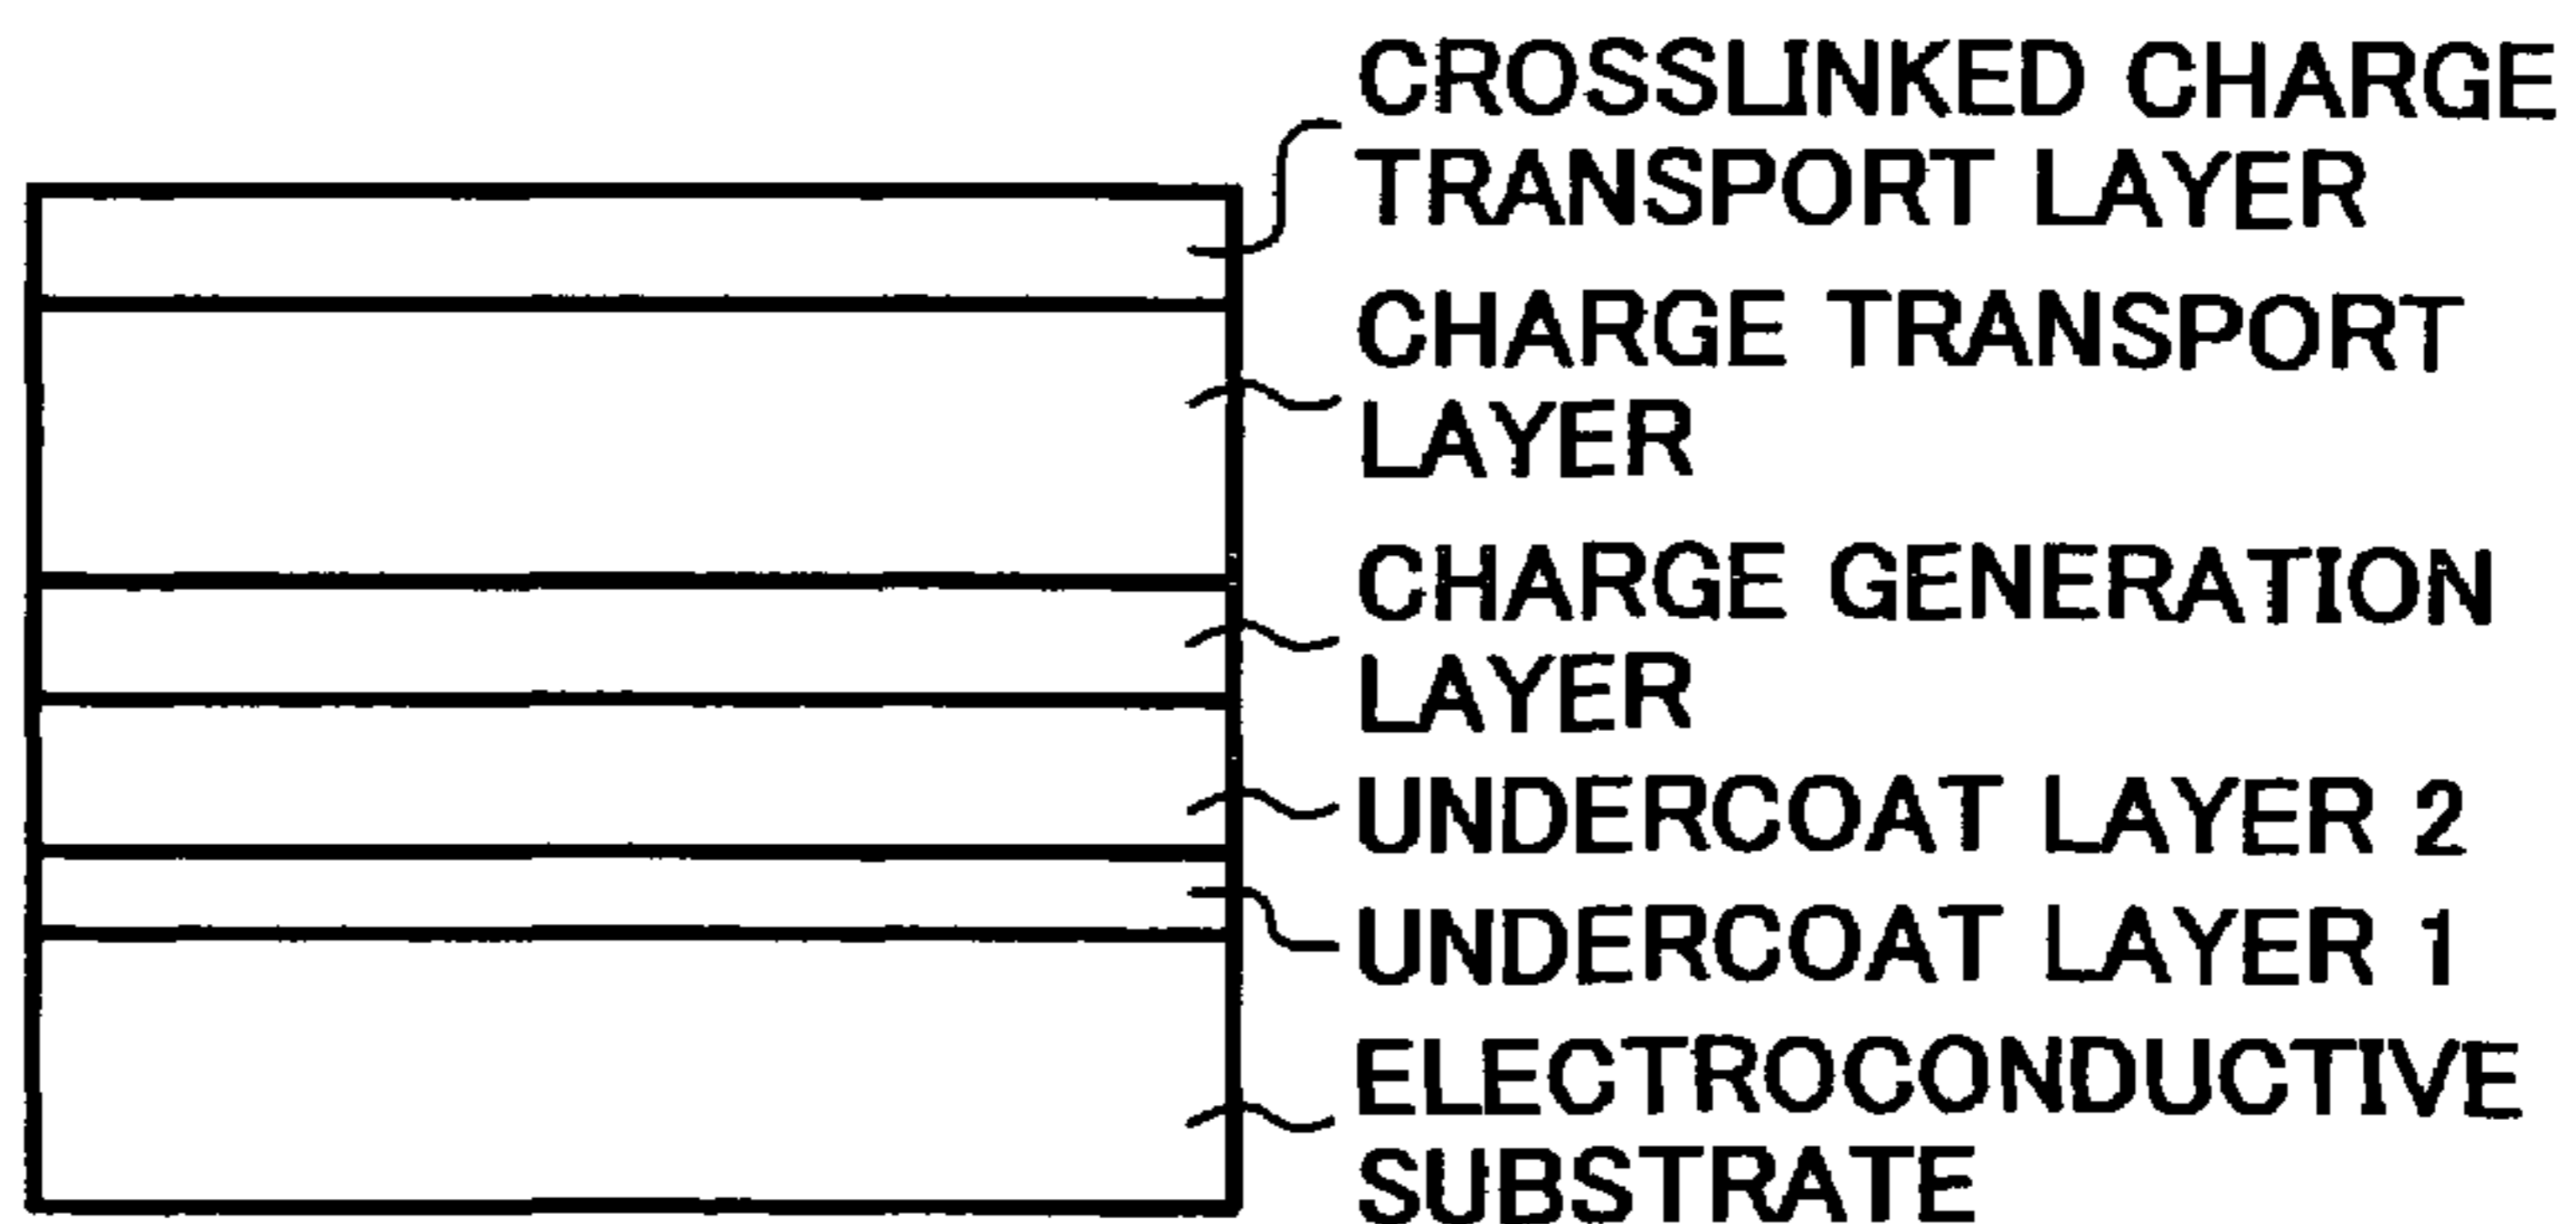 CROSSLINKED CHARGE
TRANSPORT LAYER
CHARGE TRANSPORT
LAYER
CHARGE GENERATION
LAYER
UNDERCOAT LAYER 2
UNDERCOAT LAYER 1
ELECTROCONDUCTIVE
SUBSTRATE